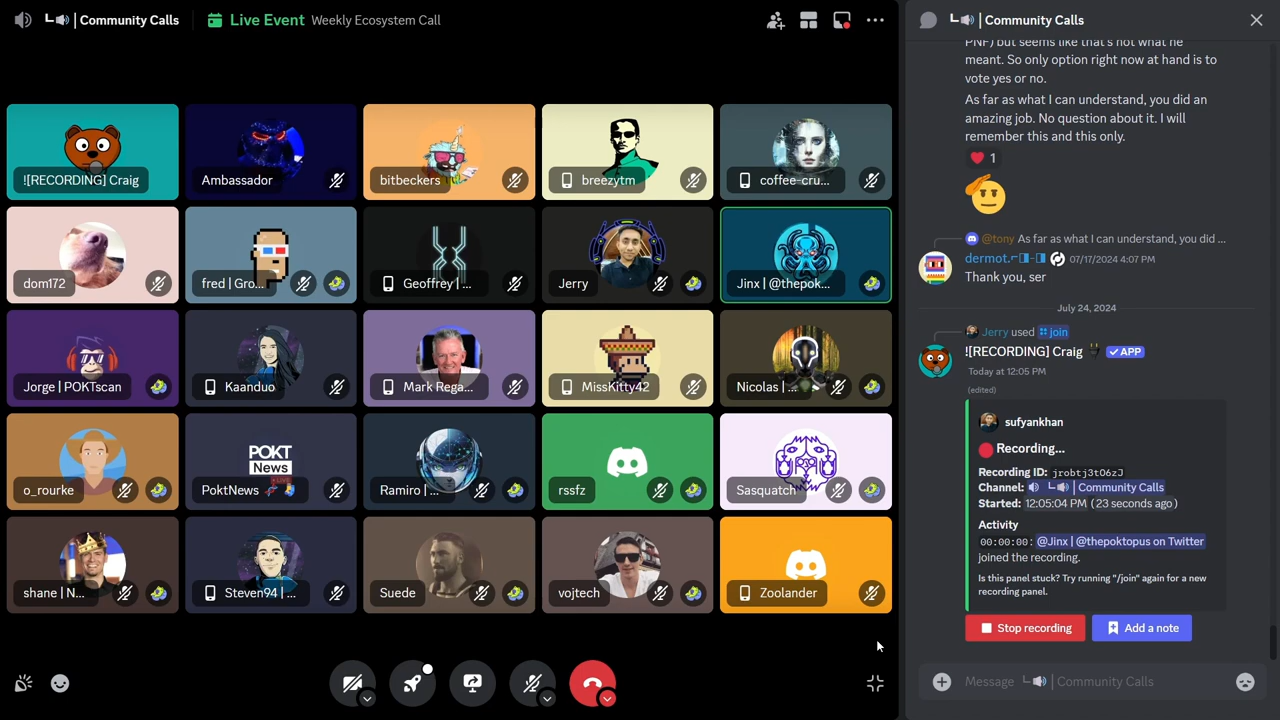 | Community Calls
Live Event Weekly Ecosystem Call
![RECORDING] Craig
Ambassador
bitbeckers
breezytm
coffee-cru...
dom172
fred | Gro...
Geoffrey | ...
Jerry
Jinx | @thepok...
Jorge | POKTscan
Kaanduo
Mark Rega...
MissKitty42
Nicolas | ...
o_rourke
POKT
News
LIVE
PoktNews
Ramiro | ...
rssfz
Sasquatch
shane | N...
Steven94 | ...
Suede
vojtech
Zoolander
| Community Calls
PNF) but seems like that's not what he
meant. So only option right now at hand is to
vote yes or no.
As far as what I can understand, you did an
amazing job. No question about it. I will
remember this and this only.
1
@tony As far as what I can understand, you did ...
dermot. 07/17/2024 4:07 PM
Thank you, ser
July 24, 2024
Jerry used join
![RECORDING] Craig APP
Today at 12:05 PM
(edited)
sufyankhan
Recording...
Recording ID: jrobtj3tO6zJ
Channel: | Community Calls
Started: 12:05:04 PM (23 seconds ago)
Activity
00:00:00: @Jinx | @thepoktopus on Twitter
joined the recording.
Is this panel stuck? Try running "/join" again for a new
recording panel.
Stop recording
Add a note
Message | Community Calls